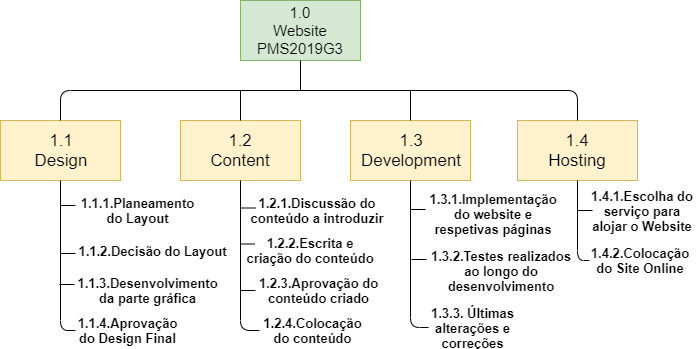 1.0
Website
PMS2019G3
1.1
Design
1.2
Content
1.3
Development
1.4
Hosting
1.1.1.Planeamento
do Layout
1.1.2.Decisão do Layout
1.1.3.Desenvolvimento
da parte gráfica
1.1.4.Aprovação
do Design Final
1.2.1.Discussão do
conteúdo a introduzir
1.2.2.Escrita e
criação do conteúdo
1.2.3.Aprovação do
conteúdo criado
1.2.4.Colocação
do conteúdo
1.3.1.Implementação
do website e
respetivas páginas
1.3.2.Testes realizados
ao longo do
desenvolvimento
1.3.3. Últimas
alterações e
correções
1.4.1.Escolha do
serviço para
alojar o Website
1.4.2.Colocação
do Site Online